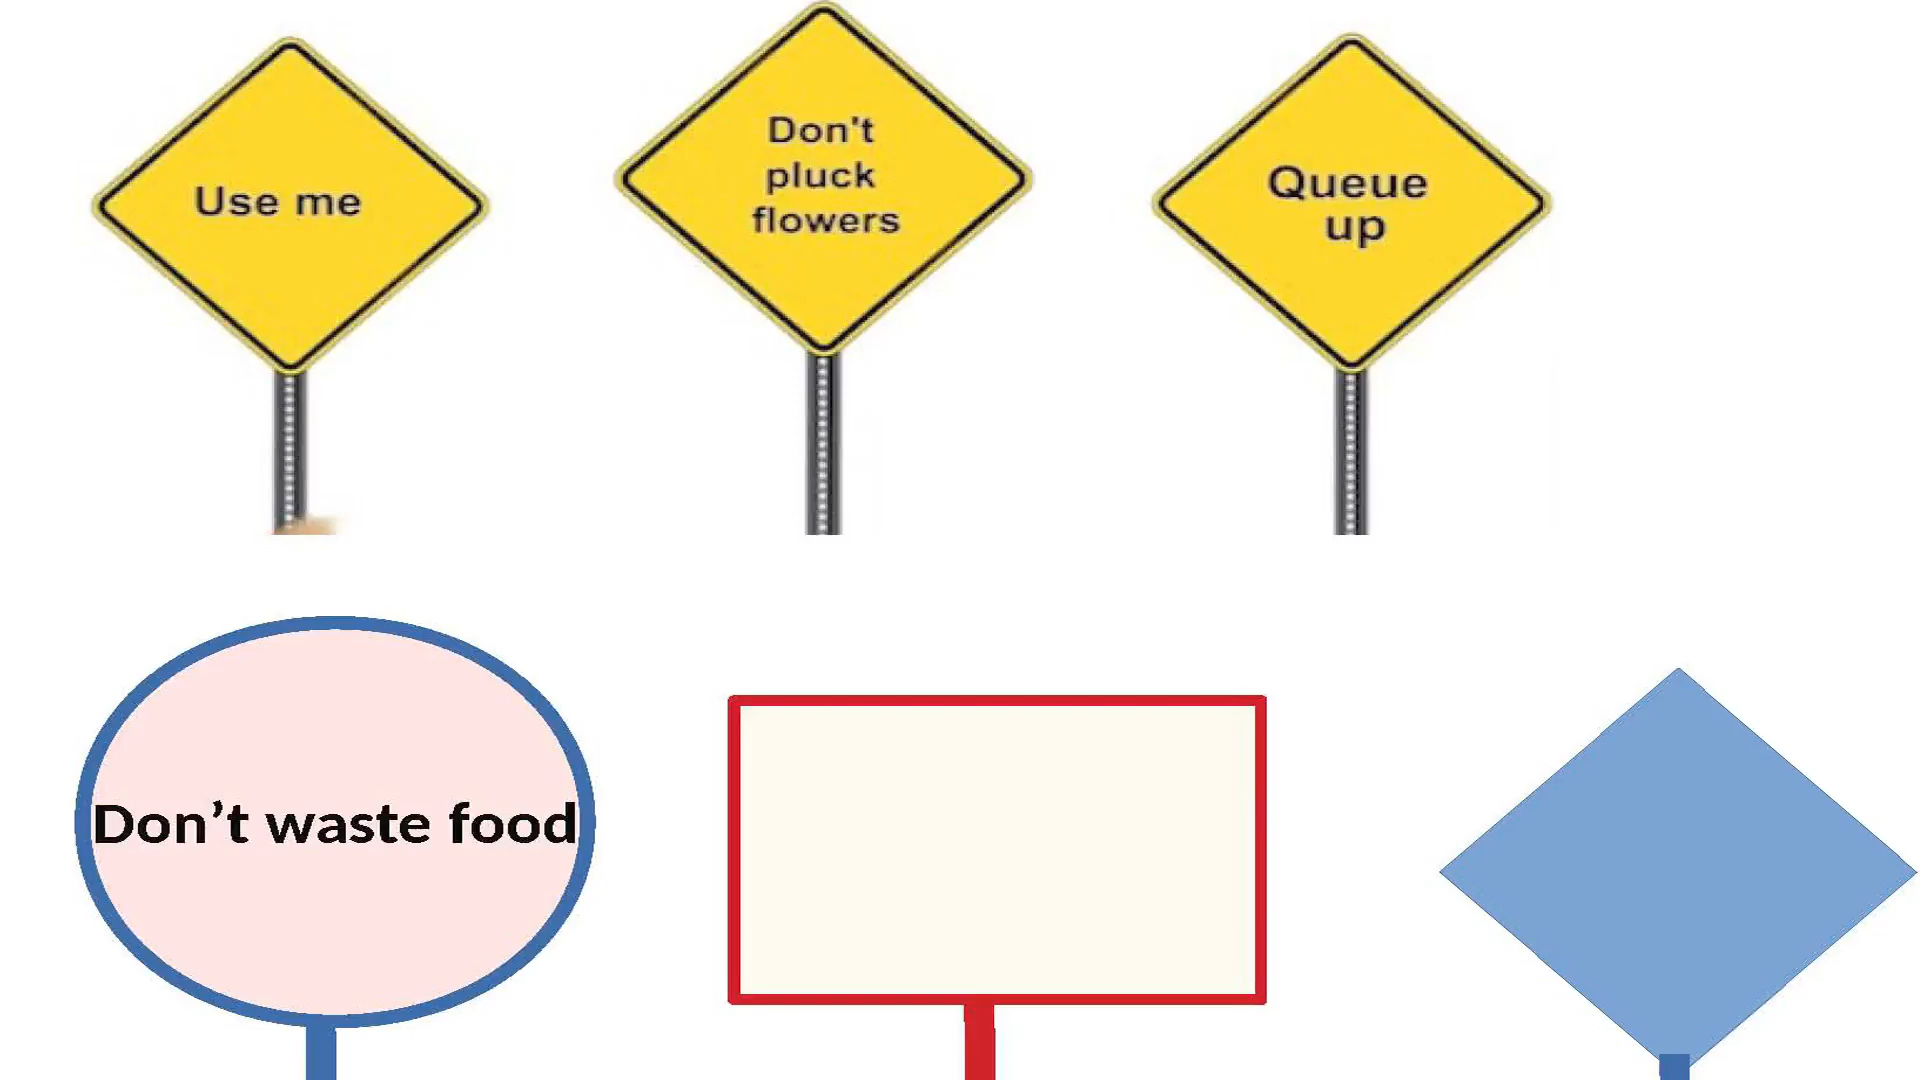 Use me
Don't
pluck
flowers
Queue
up
Don’t waste food